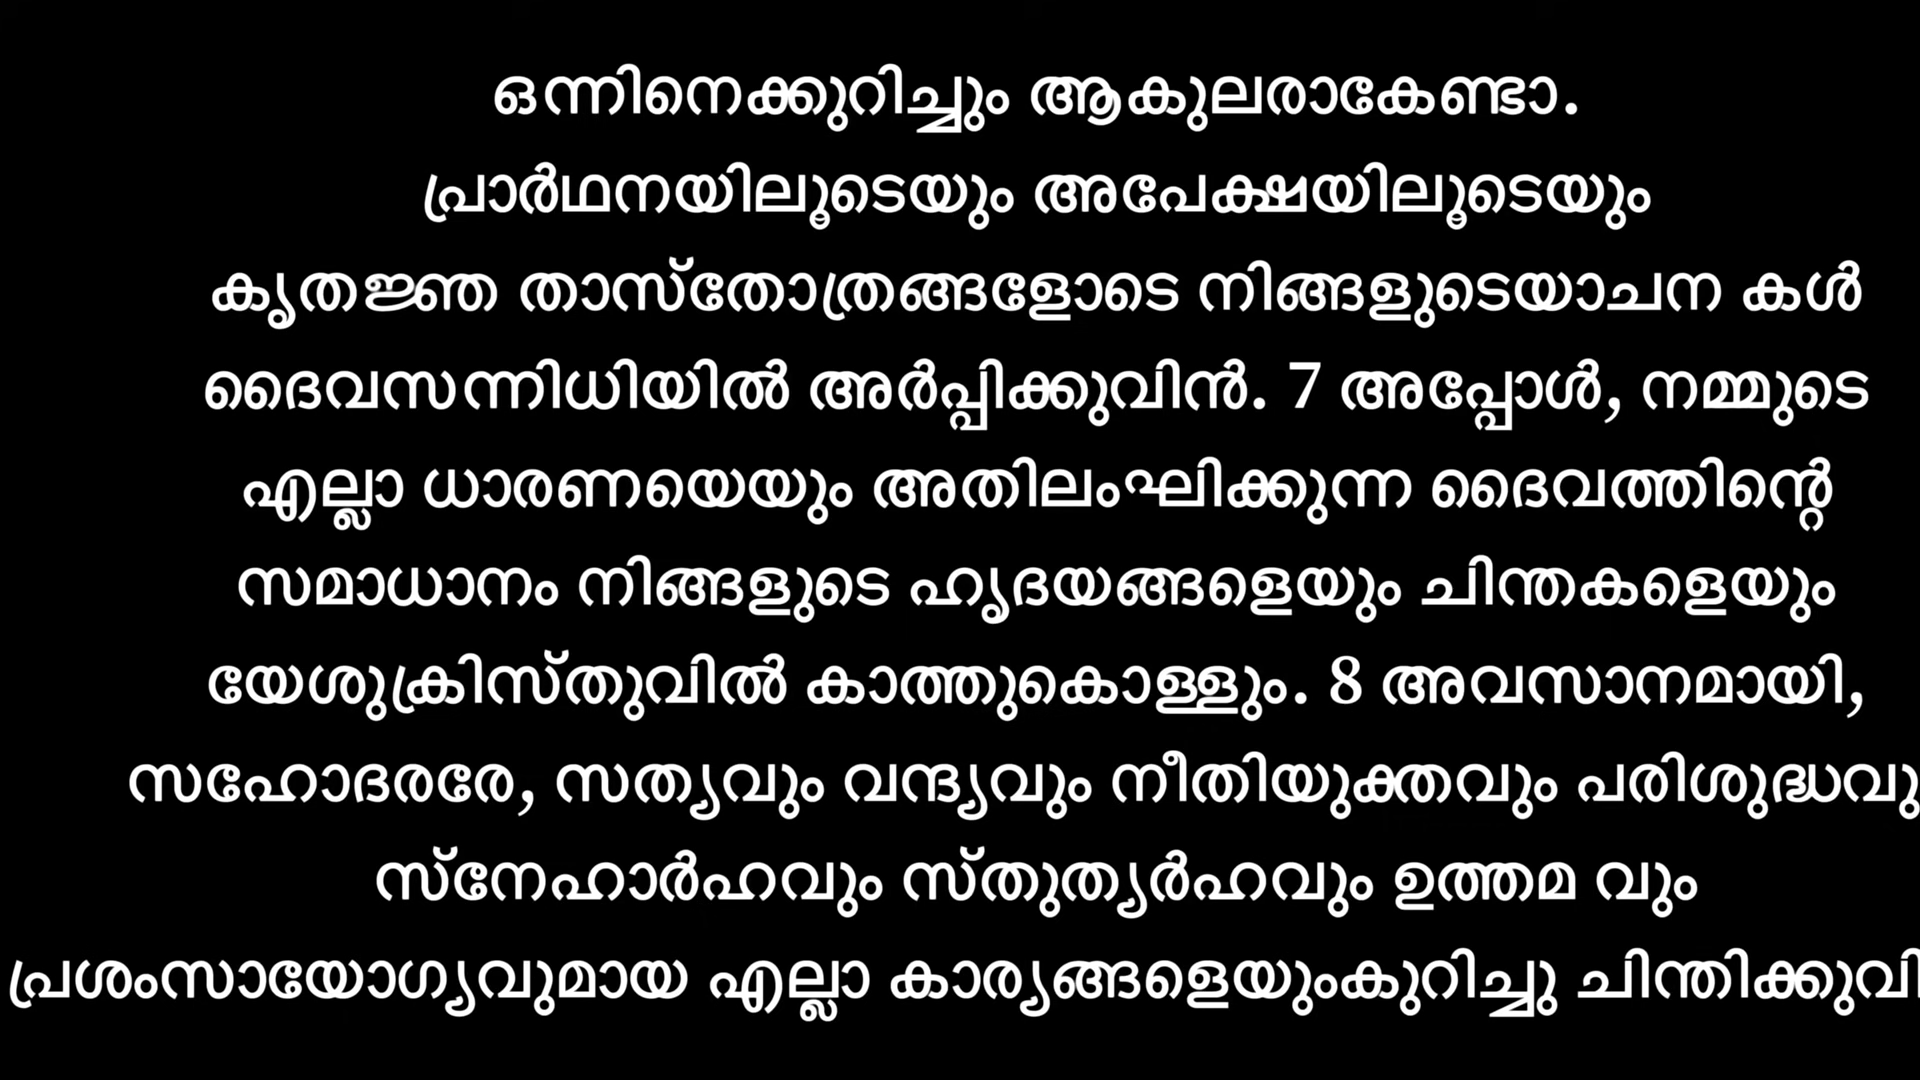 ഒന്നിനെക്കുറിച്ചും ആകുലരാകേണ്ടാ.
പ്രാർഥനയിലൂടെയും അപേക്ഷയിലൂടെയും
കൃതജ്ഞ താസ്തോത്രങ്ങളോടെ നിങ്ങളുടെയാചന കൾ
ദൈവസന്നിധിയിൽ അർപ്പിക്കുവിൻ. 7 അപ്പോൾ, നമ്മുടെ
എല്ലാ ധാരണയെയും അതിലംഘിക്കുന്ന ദൈവത്തിന്റെ
സമാധാനം നിങ്ങളുടെ ഹൃദയങ്ങളെയും ചിന്തകളെയും
യേശുക്രിസ്തുവിൽ കാത്തുകൊള്ളും. 8 അവസാനമായി,
സഹോദരരേ, സത്യവും വന്ദ്യവും നീതിയുക്തവും പരിശുദ്ധവു
സ്നേഹാർഹവും സ്തുത്യർഹവും ഉത്തമ വും
പ്രശംസായോഗ്യവുമായ എല്ലാ കാര്യങ്ങളെയുംകുറിച്ചു ചിന്തിക്കുവി